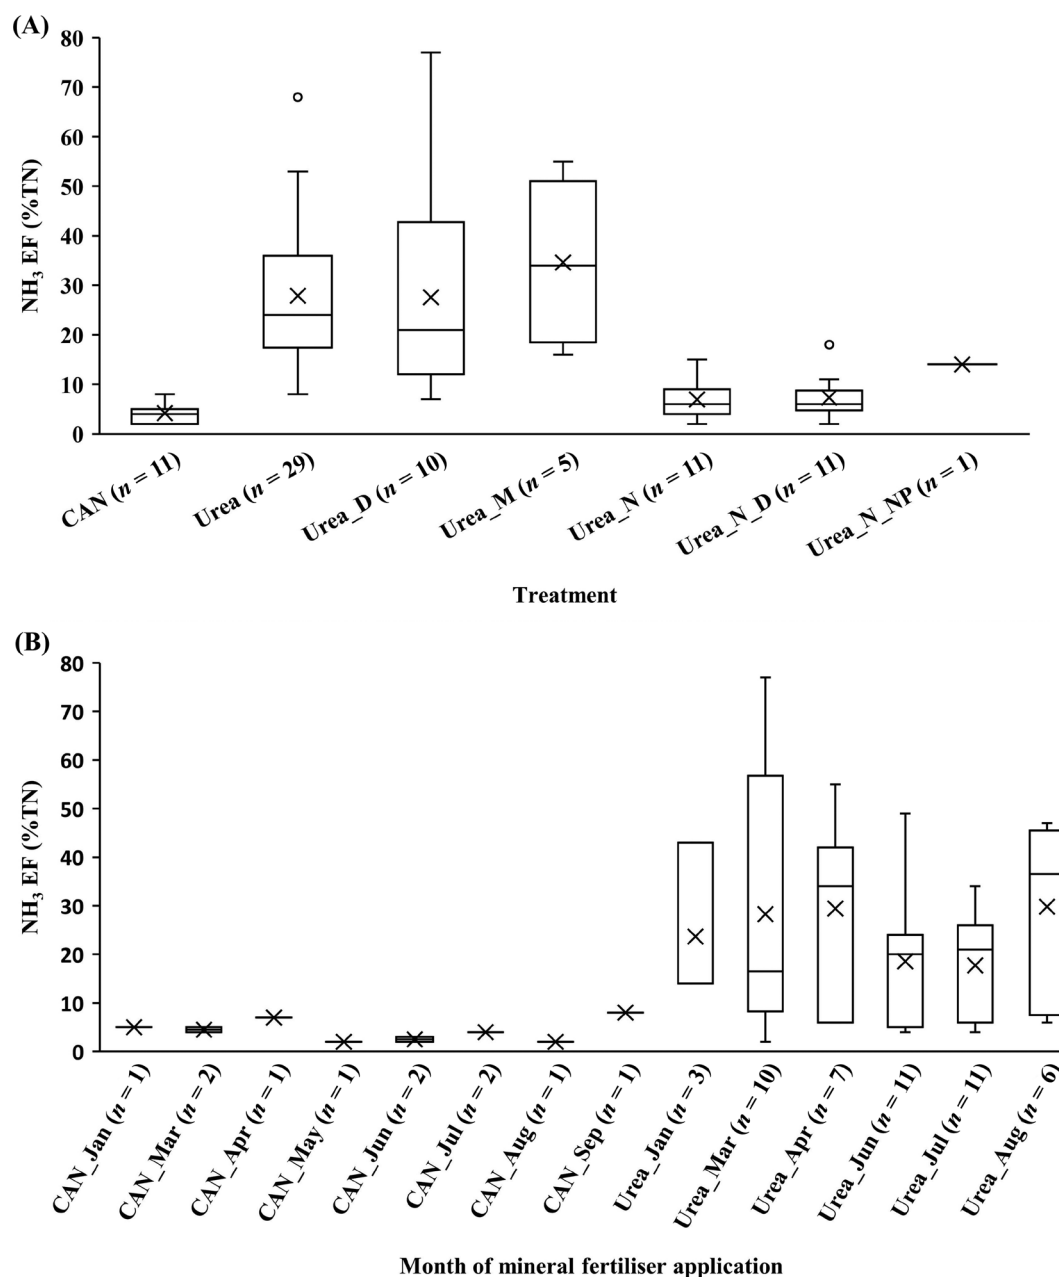 (A)
80
70
60
50
40
30
20
10
0
NH₃ EF (%TN)
CAN (n = 11)
Urea (n = 29)
Urea_D (n = 10)
Urea_M (n = 5)
Urea_N (n = 11)
Urea_N_D (n = 11)
Urea_N_NP (n = 1)
Treatment
(B)
80
70
60
50
40
30
20
10
0
NH₃ EF (%TN)
CAN_Jan (n = 1)
CAN_Mar (n = 2)
CAN_Apr (n = 1)
CAN_May (n = 1)
CAN_Jun (n = 2)
CAN_Jul (n = 2)
CAN_Aug (n = 1)
CAN_Sep (n = 1)
Urea_Jan (n = 3)
Urea_Mar (n = 10)
Urea_Apr (n = 7)
Urea_Jun (n = 11)
Urea_Jul (n = 11)
Urea_Aug (n = 6)
Month of mineral fertiliser application